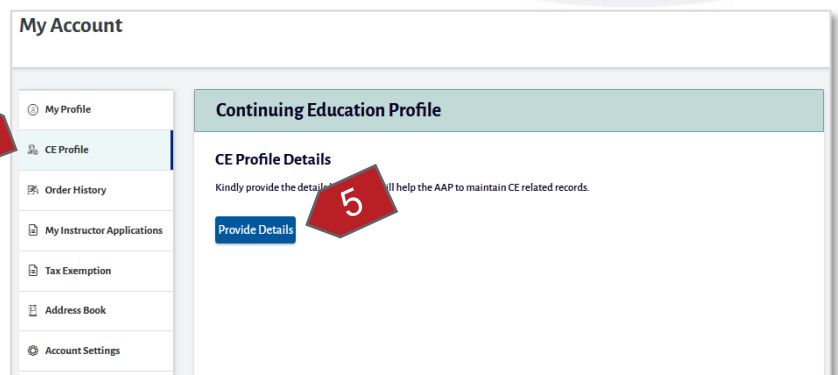 My Account
My Profile
CE Profile
Order History
My Instructor Applications
Tax Exemption
Address Book
Account Settings
Continuing Education Profile
CE Profile Details
Kindly provide the details ill help the AAP to maintain CE related records.
5
Provide Details